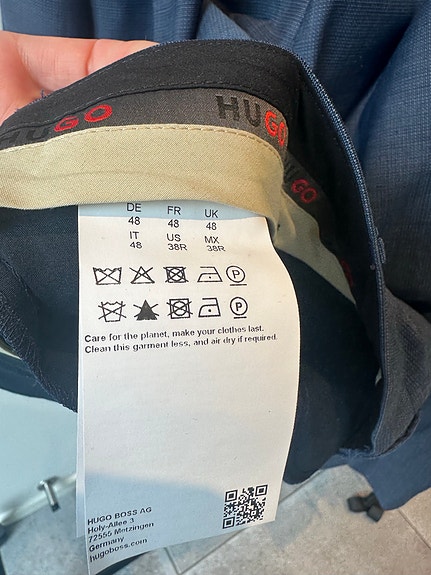 HUGO
HUGO
GO
DE FR UK
48 48 48
IT US MX
48 38R 38R
P
P
Care for the planet, make your clothes last.
Clean this garment less, and air dry if required.
HUGO BOSS AG
Holy-Allee 3
72555 Metzingen
Germany
hugoboss.com